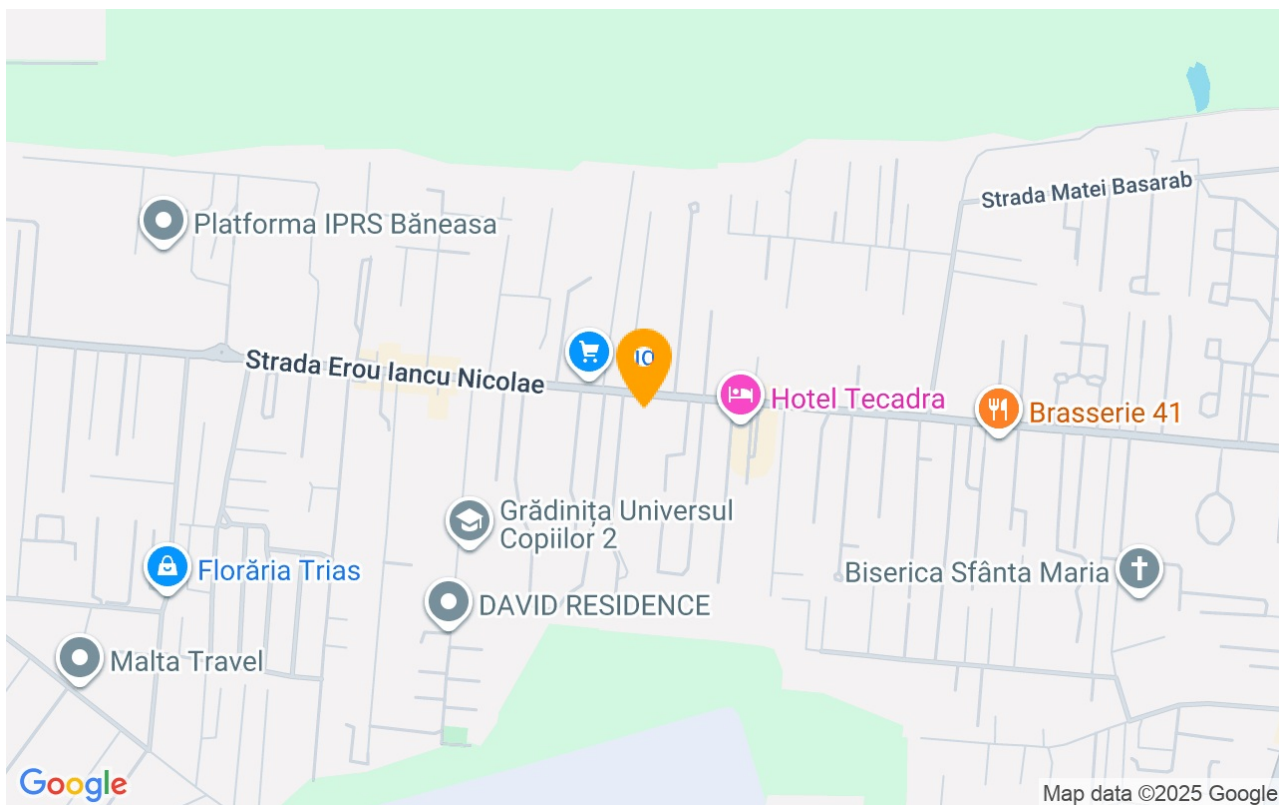 Strada Matei Basarab
Platforma IPRS Băneasa
Strada Erou Iancu Nicolae
Hotel Tecadra
Brasserie 41
Grădinița Universul
Copiilor 2
Florăria Trias
Biserica Sfânta Maria
DAVID RESIDENCE
Malta Travel
Google
Map data ©2025 Google